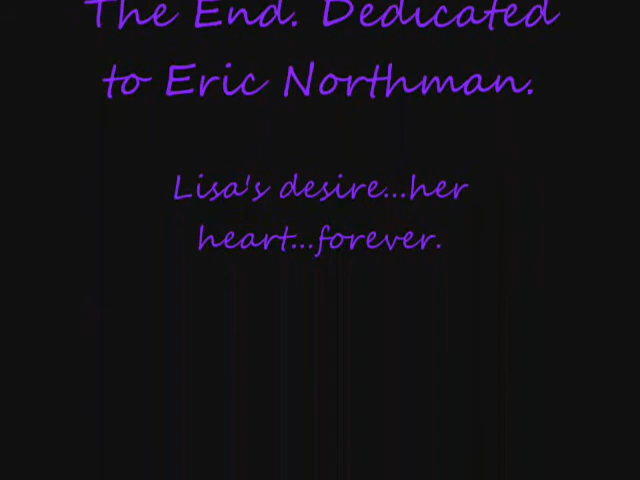 The End. Dedicated
to Eric Northman.
Lisa's desire...her
heart...forever.